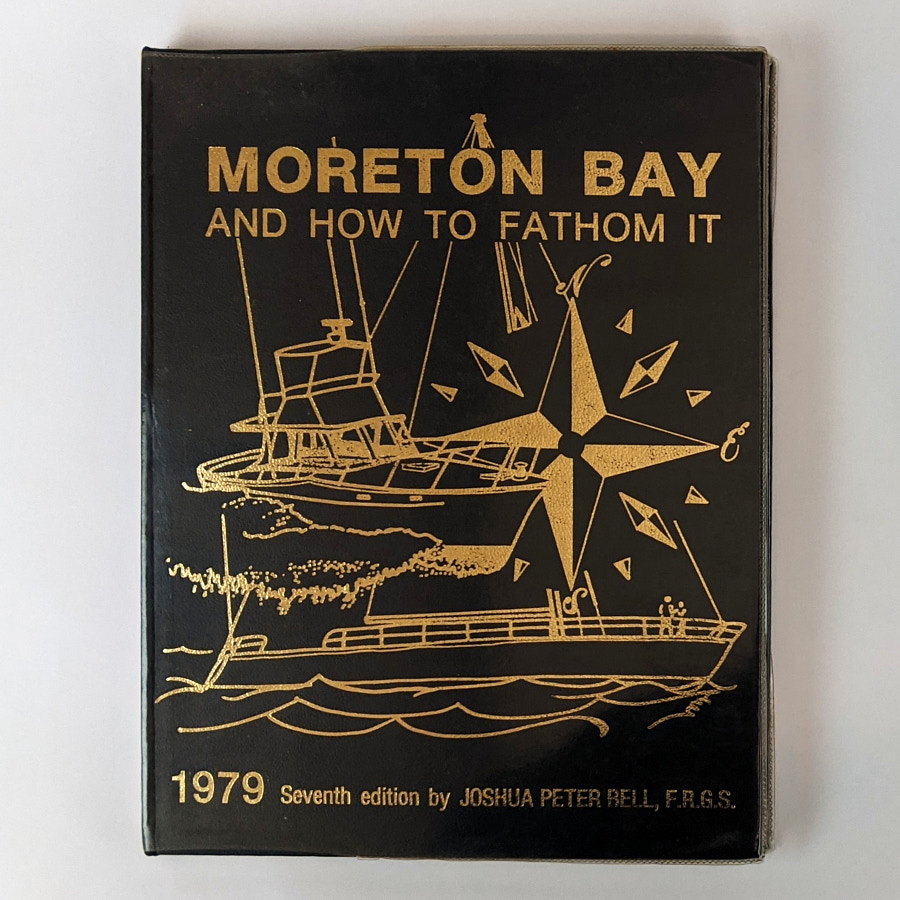 MORETON BAY
AND HOW TO FATHOM IT
N
E
S
1979 Seventh edition by JOSHUA PETER BELL, F.R.G.S.